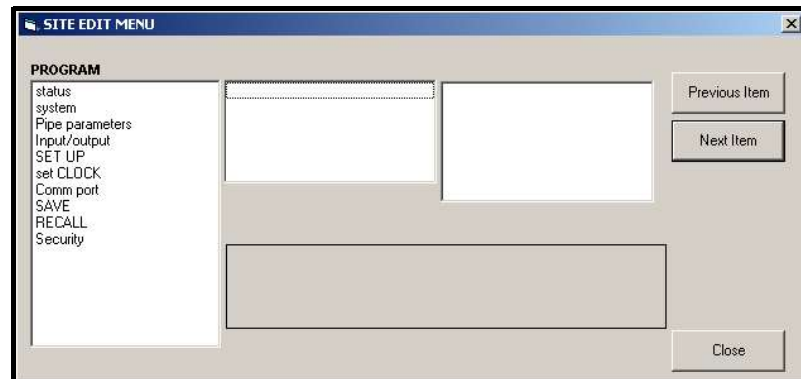 SITE EDIT MENU
PROGRAM
status
system
Pipe parameters
Input/output
SET UP
set CLOCK
Comm port
SAVE
RECALL
Security
Previous Item
Next Item
Close